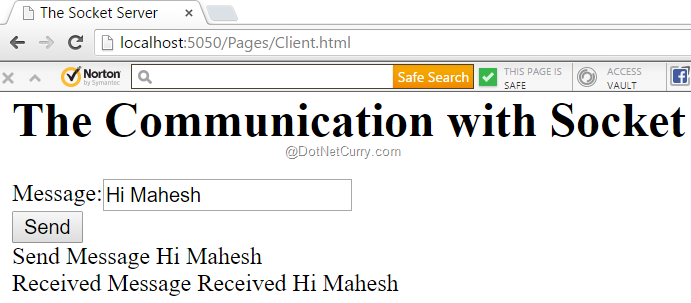 The Socket Server
localhost:5050/Pages/Client.html
Norton by Symantec
Safe Search
THIS PAGE IS SAFE
ACCESS VAULT
The Communication with Socket
@DotNetCurry.com
Message: Hi Mahesh
Send
Send Message Hi Mahesh
Received Message Received Hi Mahesh